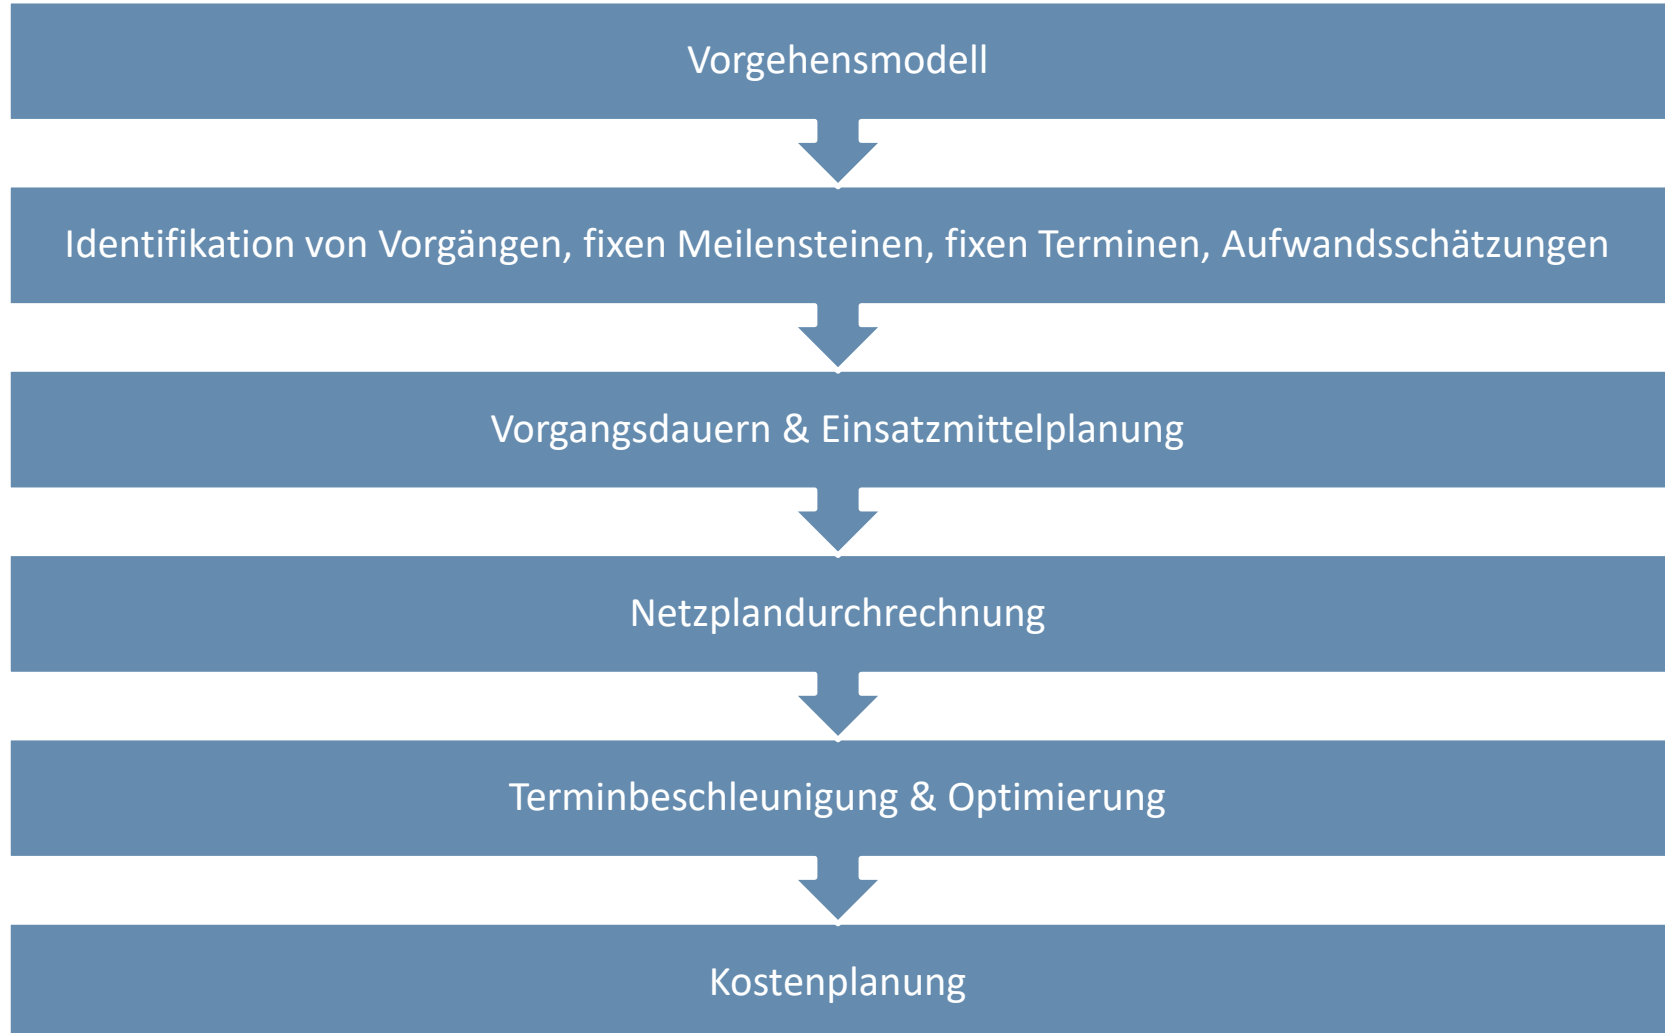 Vorgehensmodell
Identifikation von Vorgängen, fixen Meilensteinen, fixen Terminen, Aufwandsschätzungen
Vorgangsdauern & Einsatzmittelplanung
Netzplandurchrechnung
Terminbeschleunigung & Optimierung
Kostenplanung